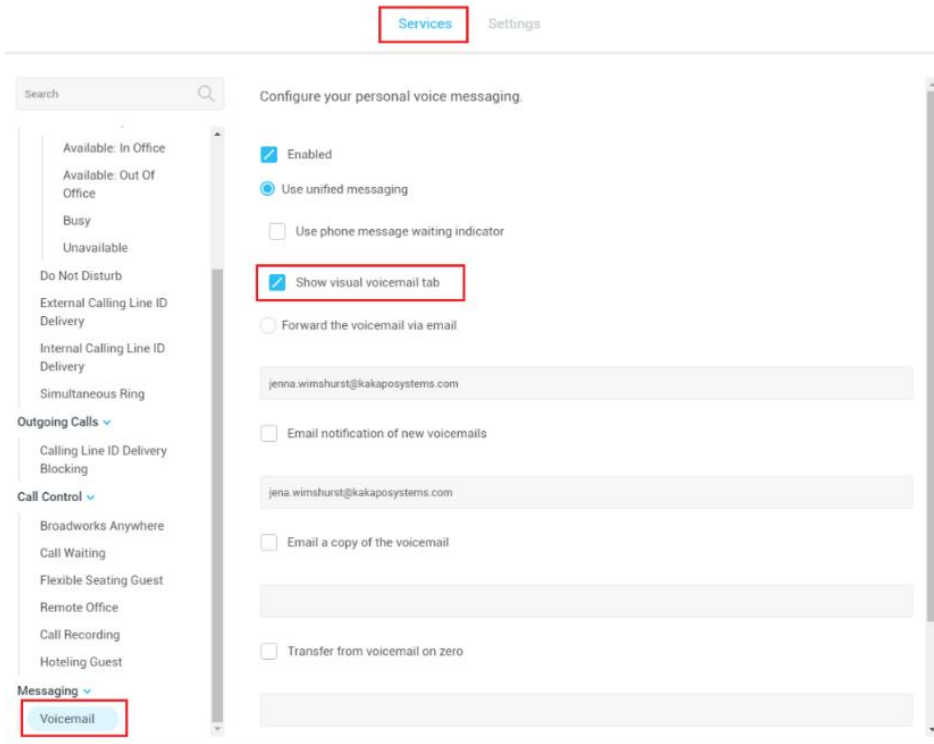 Services
Settings
Search
Available: In Office
Available: Out Of
Office
Busy
Unavailable
Do Not Disturb
External Calling Line ID
Delivery
Internal Calling Line ID
Delivery
Simultaneous Ring
Outgoing Calls
Calling Line ID Delivery
Blocking
Call Control
Broadworks Anywhere
Call Waiting
Flexible Seating Guest
Remote Office
Call Recording
Hoteling Guest
Messaging
Voicemail
Configure your personal voice messaging.
Enabled
Use unified messaging
Use phone message waiting indicator
Show visual voicemail tab
Forward the voicemail via email
jenna.wimshurst@kakaposystems.com
Email notification of new voicemails
jena.wimshurst@kakaposystems.com
Email a copy of the voicemail
Transfer from voicemail on zero